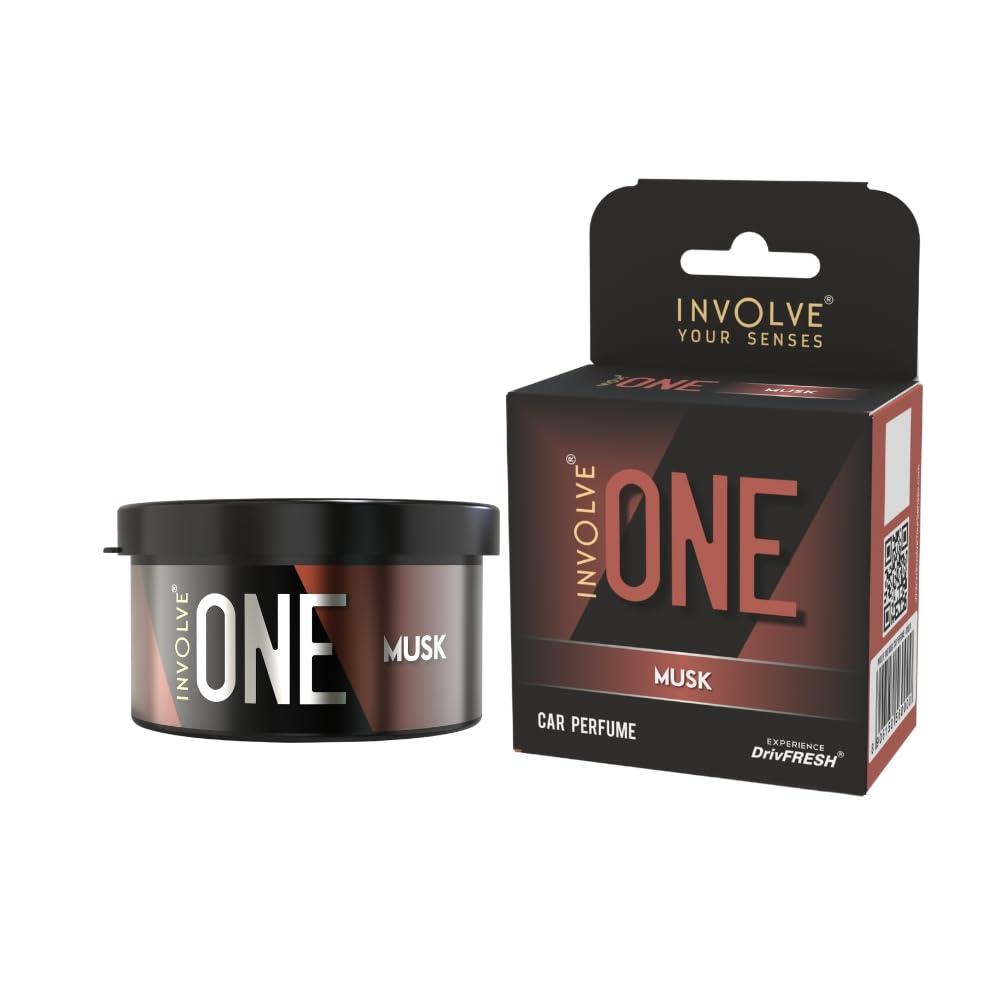 INVOLVE®
ONE
MUSK
INVOLVE®
YOUR SENSES
ONE
MUSK
INVOLVE®
ONE
MUSK
CAR PERFUME
EXPERIENCE
DrivFRESH®